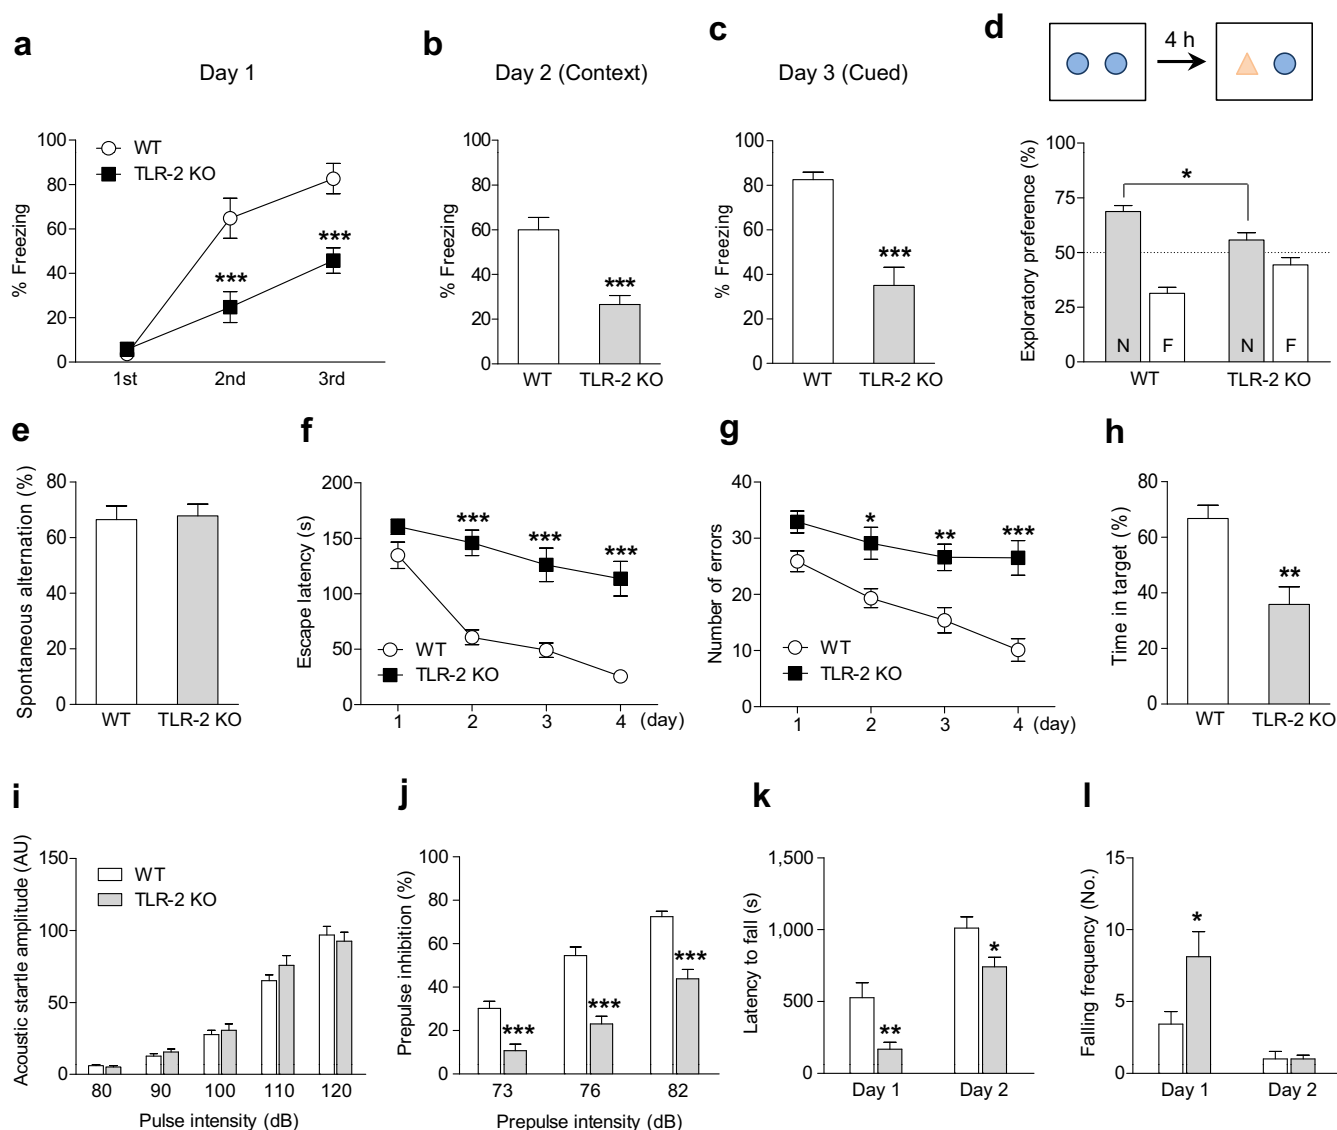 a
Day 1
% Freezing
100
80
60
40
20
0
WT
TLR-2 KO
***
***
1st
2nd
3rd
b
Day 2 (Context)
% Freezing
100
80
60
40
20
0
***
WT
TLR-2 KO
c
Day 3 (Cued)
% Freezing
100
80
60
40
20
0
***
WT
TLR-2 KO
d
4 h
Exploratory preference (%)
100
75
50
25
0
*
N
F
N
F
WT
TLR-2 KO
e
Spontaneous alternation (%)
80
60
40
20
0
WT
TLR-2 KO
f
Escape latency (s)
200
150
100
50
0
***
***
***
WT
TLR-2 KO
1
2
3
4
(day)
g
Number of errors
40
30
20
10
0
*
**
***
WT
TLR-2 KO
1
2
3
4
(day)
h
Time in target (%)
80
60
40
20
0
**
WT
TLR-2 KO
i
Acoustic startle amplitude (AU)
150
100
50
0
WT
TLR-2 KO
80
90
100
110
120
Pulse intensity (dB)
j
Prepulse inhibition (%)
100
80
60
40
20
0
***
***
***
73
76
82
Prepulse intensity (dB)
k
Latency to fall (s)
1,500
1,000
500
0
**
*
Day 1
Day 2
l
Falling frequency (No.)
15
10
5
0
*
Day 1
Day 2